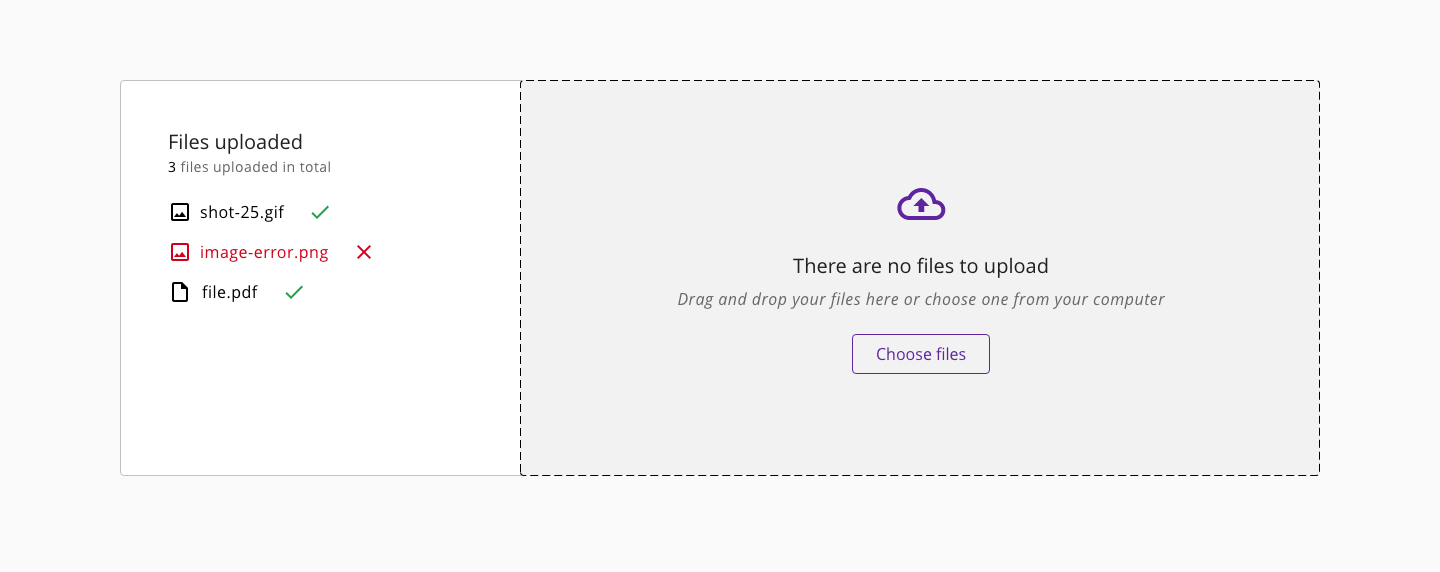 Files uploaded
3 files uploaded in total
shot-25.gif
image-error.png
file.pdf
There are no files to upload
Drag and drop your files here or choose one from your computer
Choose files